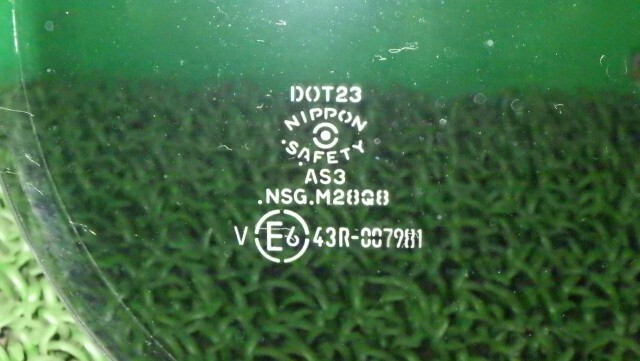 DOT23
NIPPON
SAFETY
AS3
.NSG.M28Q8
V E6 43R-007981